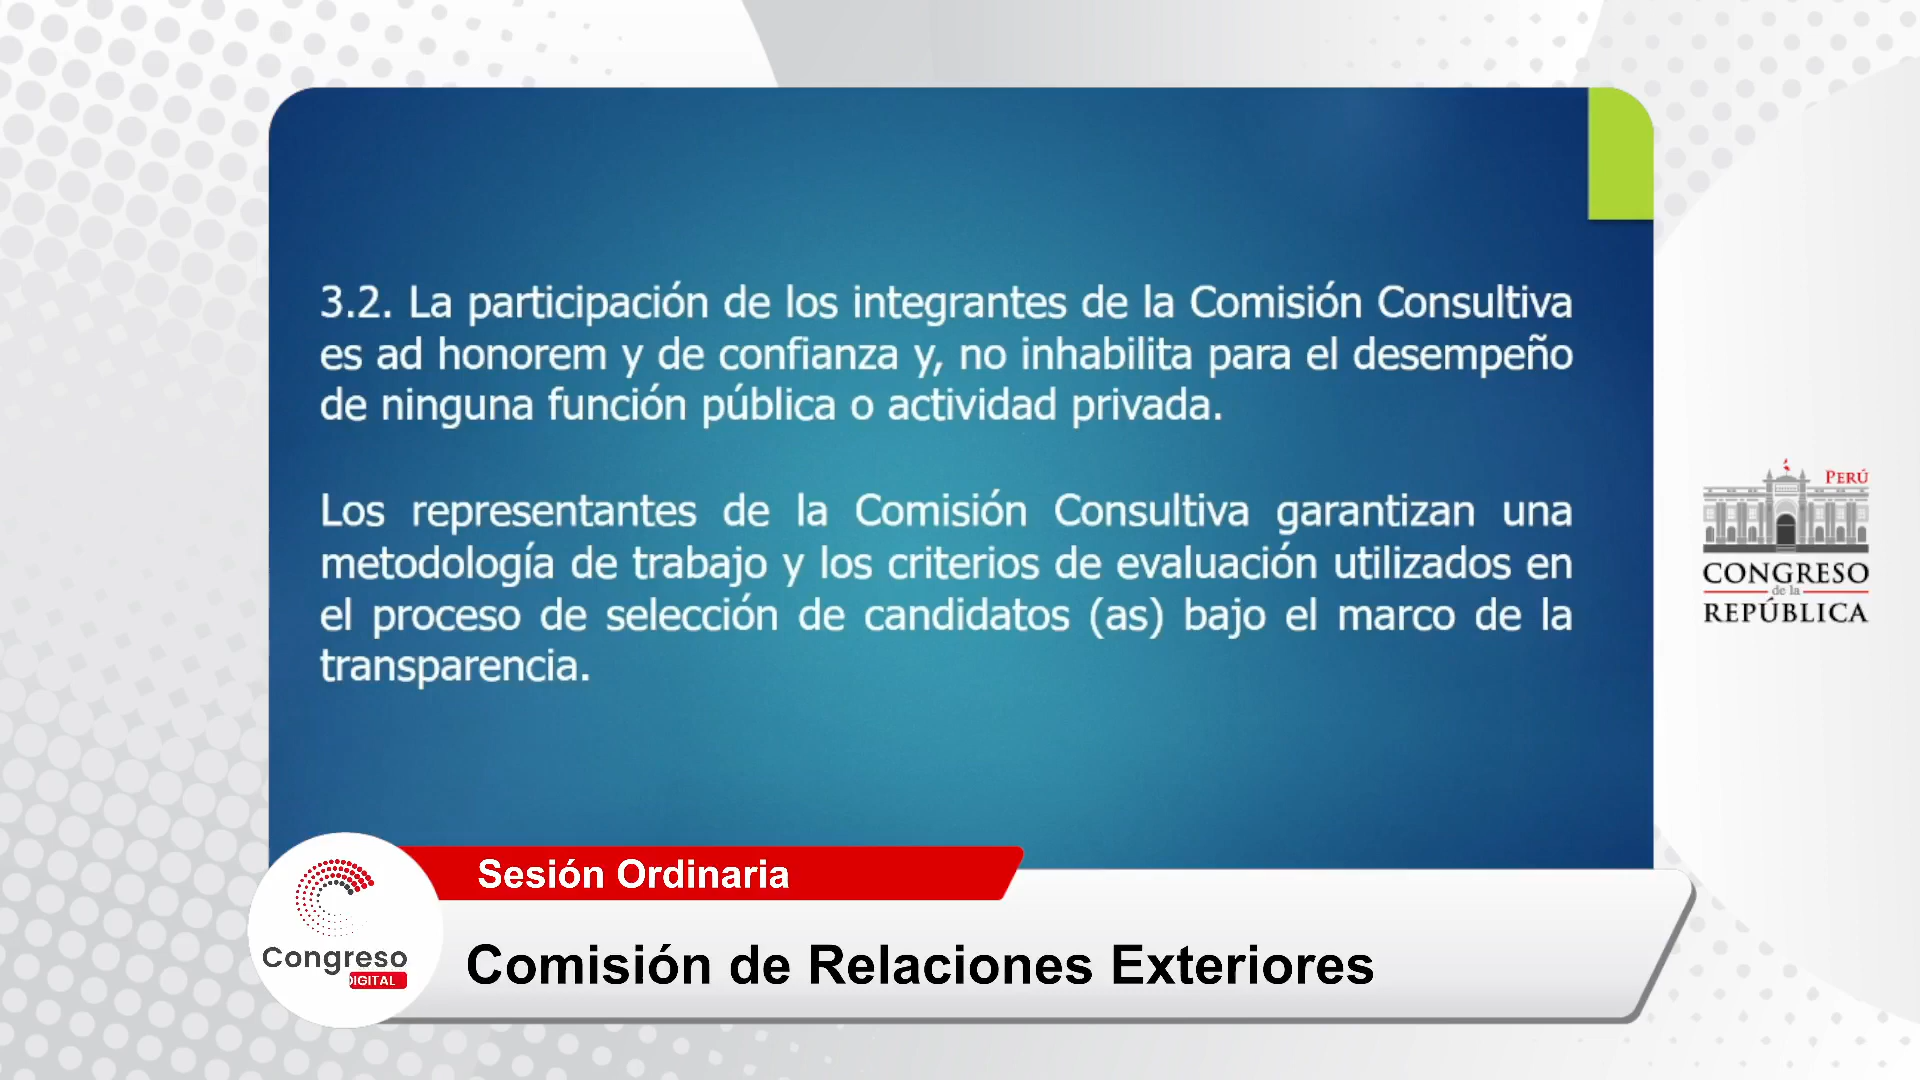 3.2. La participación de los integrantes de la Comisión Consultiva
es ad honorem y de confianza y, no inhabilita para el desempeño
de ninguna función pública o actividad privada.
Los representantes de la Comisión Consultiva garantizan una
metodología de trabajo y los criterios de evaluación utilizados en
el proceso de selección de candidatos (as) bajo el marco de la
transparencia.
PERÚ
CONGRESO
de la
REPÚBLICA
Sesión Ordinaria
Congreso
DIGITAL
Comisión de Relaciones Exteriores